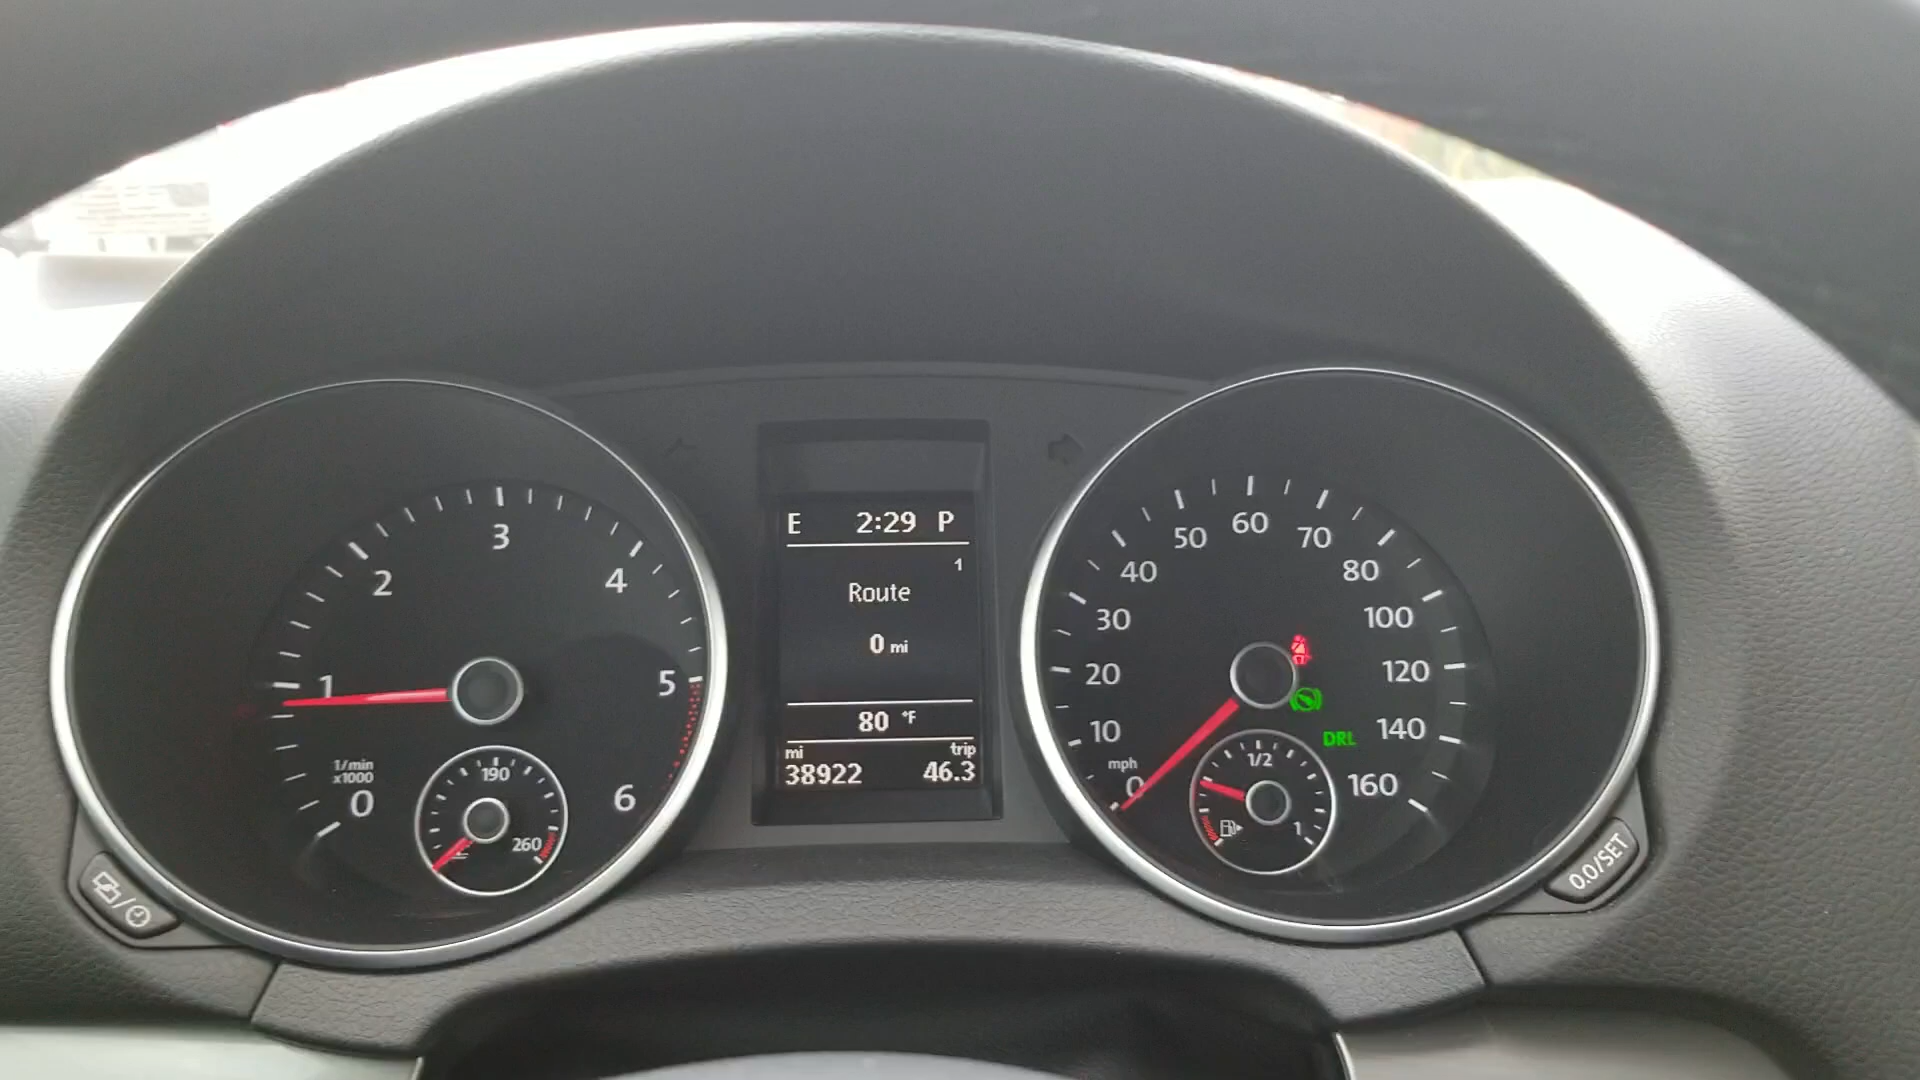 0
1
2
3
4
5
6
1/min
x1000
190
260
E 2:29 P
1
Route
0 mi
80 °F
mi trip
38922 46.3
0
10
20
30
40
50
60
70
80
100
120
140
160
mph
DRL
1/2
1
0.0/SET